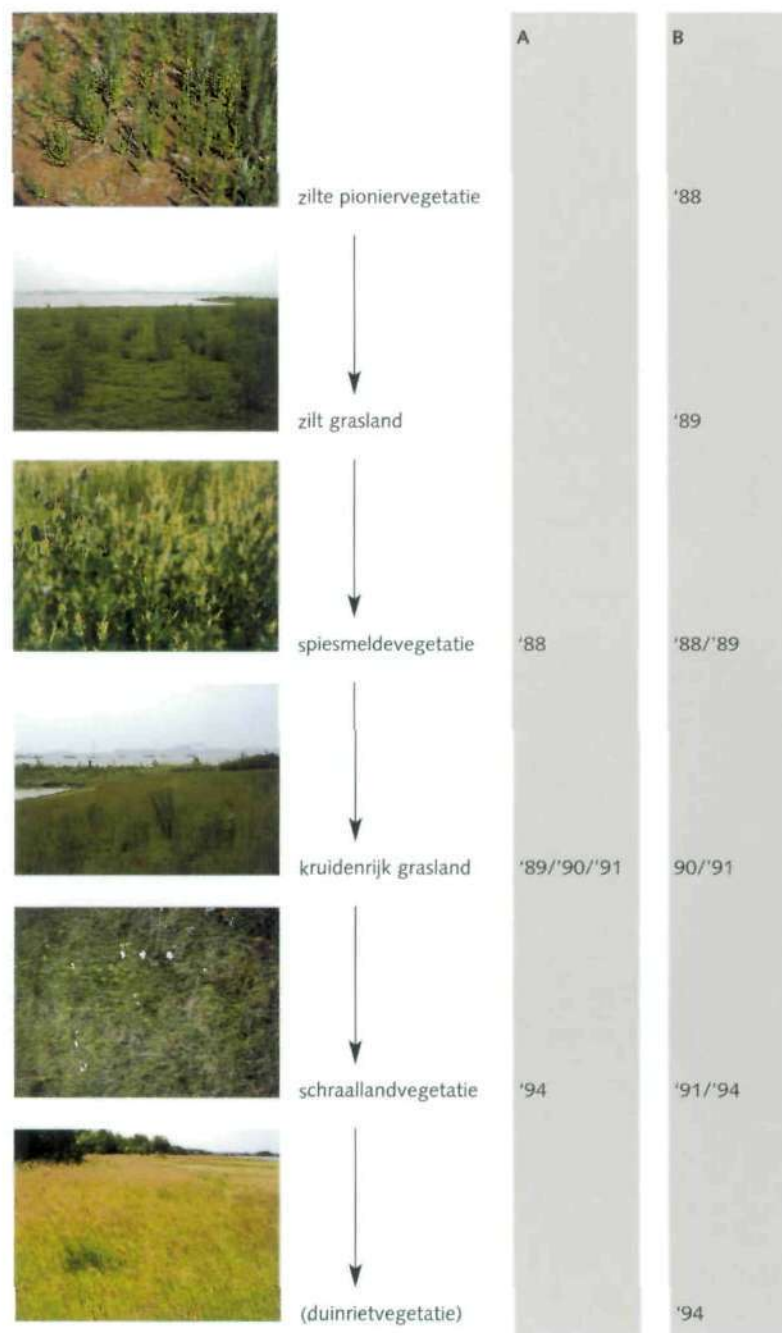 A B
zilte pioniervegetatie '88
zilt grasland '89
spiesmeldevegetatie '88 '88/'89
kruidenrijk grasland '89/'90/'91 90/'91
schraallandvegetatie '94 '91/'94
(duinrietvegetatie) '94